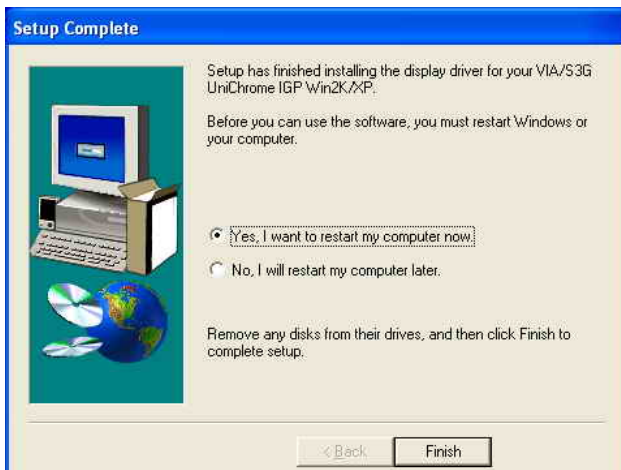 Setup Complete
Setup has finished installing the display driver for your VIA/S3G
UniChrome IGP Win2K/XP.
Before you can use the software, you must restart Windows or
your computer.
Yes, I want to restart my computer now.
No, I will restart my computer later.
Remove any disks from their drives, and then click Finish to
complete setup.
< Back
Finish